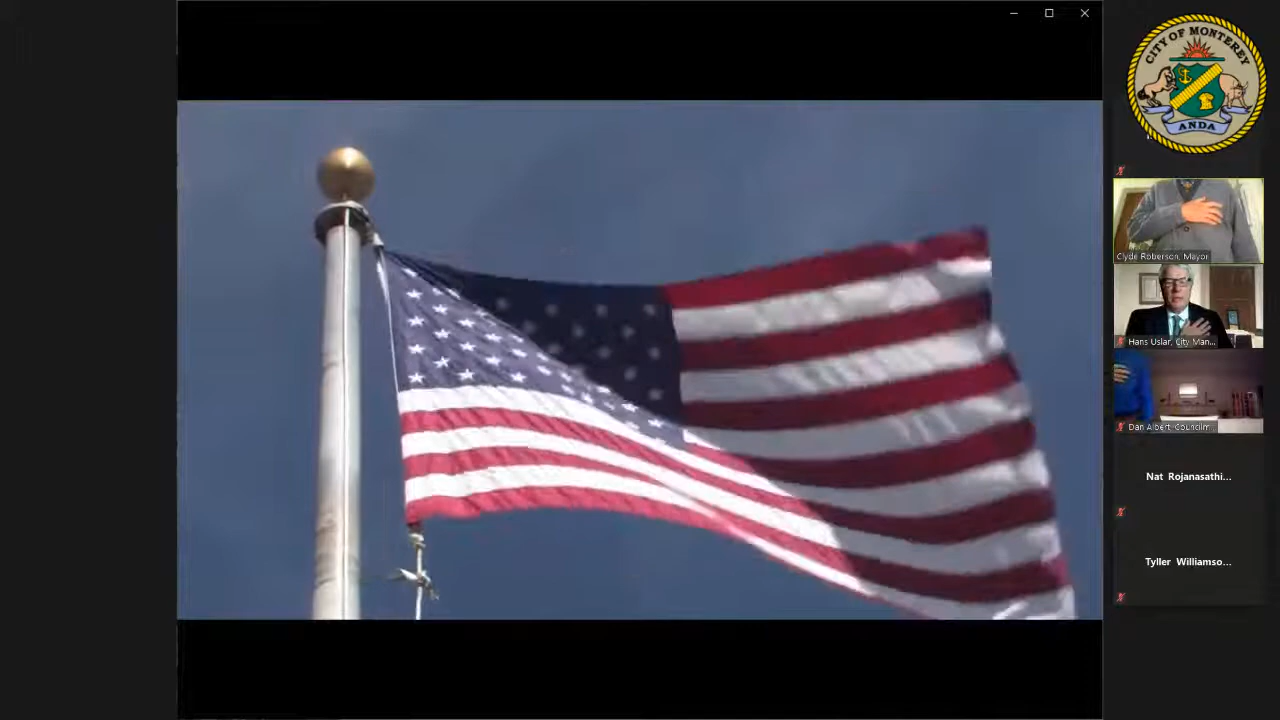 CITY OF MONTEREY
ANDA
Clyde Roberson, Mayor
Hans Uslar, City Man...
Dan Albert, Councilm...
Nat Rojanasathi...
Tyller Williamso...